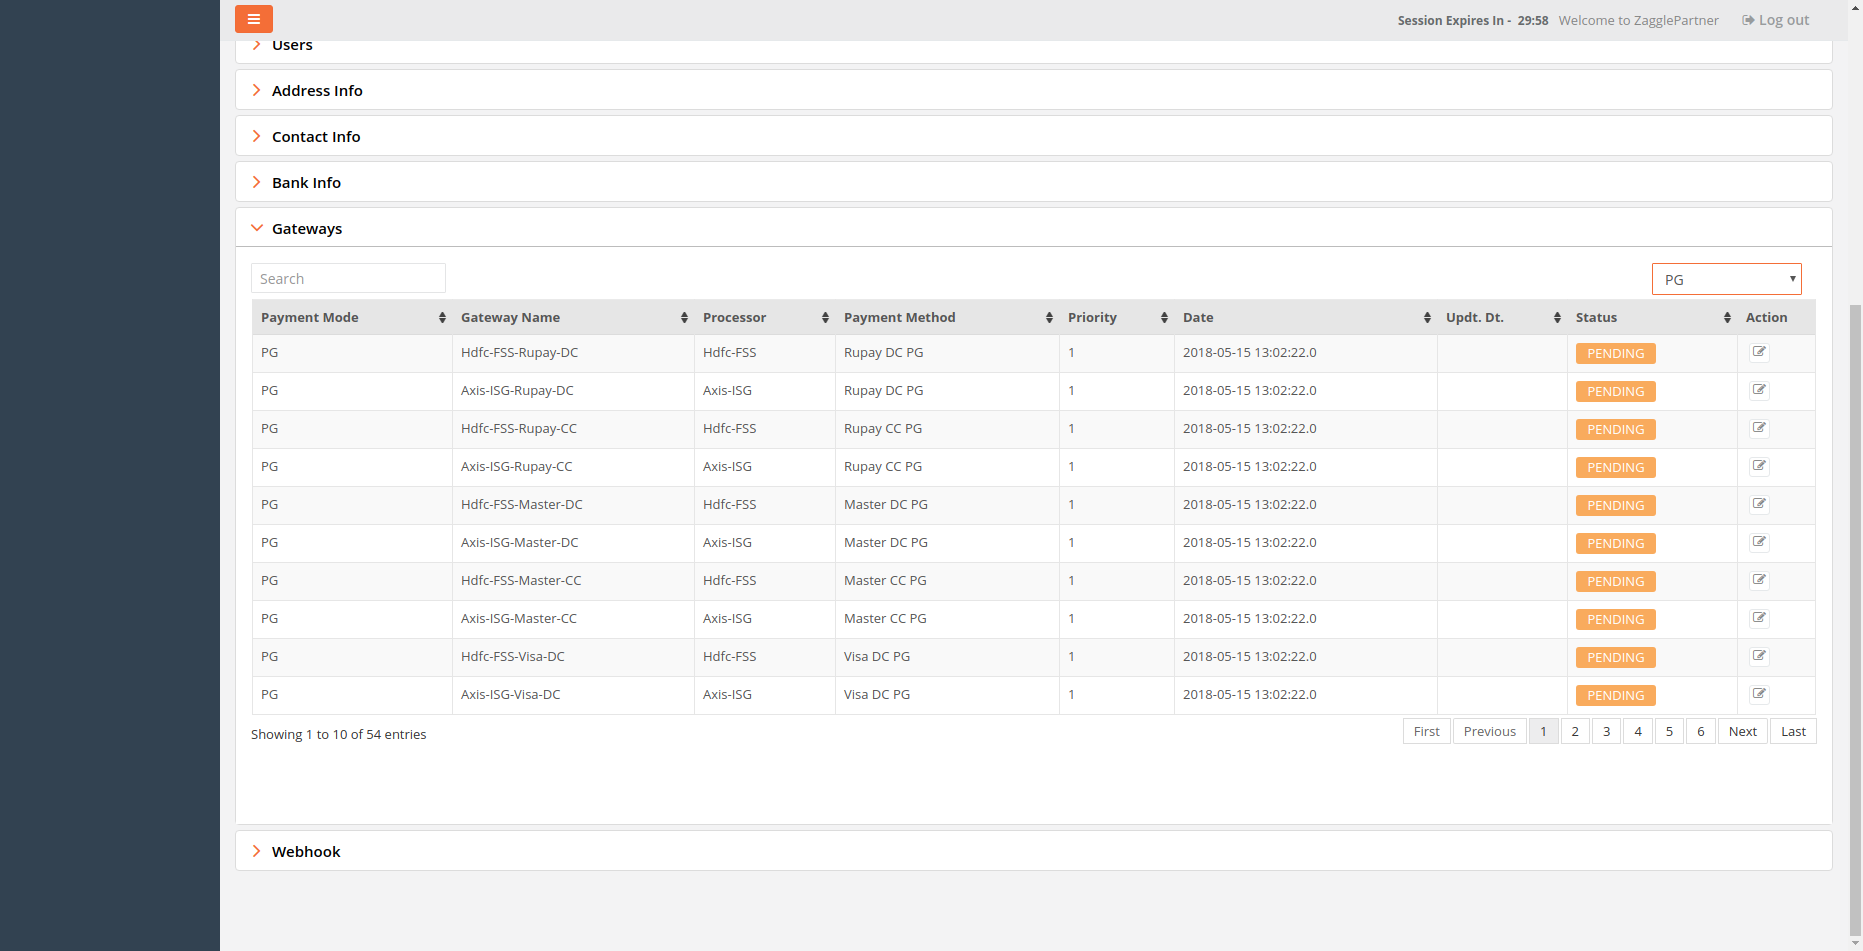 Session Expires In - 29:58 Welcome to ZagglePartner Log out
Users
Address Info
Contact Info
Bank Info
Gateways
Search PG
Payment Mode Gateway Name Processor Payment Method Priority Date Updt. Dt. Status Action
PG Hdfc-FSS-Rupay-DC Hdfc-FSS Rupay DC PG 1 2018-05-15 13:02:22.0 PENDING
PG Axis-ISG-Rupay-DC Axis-ISG Rupay DC PG 1 2018-05-15 13:02:22.0 PENDING
PG Hdfc-FSS-Rupay-CC Hdfc-FSS Rupay CC PG 1 2018-05-15 13:02:22.0 PENDING
PG Axis-ISG-Rupay-CC Axis-ISG Rupay CC PG 1 2018-05-15 13:02:22.0 PENDING
PG Hdfc-FSS-Master-DC Hdfc-FSS Master DC PG 1 2018-05-15 13:02:22.0 PENDING
PG Axis-ISG-Master-DC Axis-ISG Master DC PG 1 2018-05-15 13:02:22.0 PENDING
PG Hdfc-FSS-Master-CC Hdfc-FSS Master CC PG 1 2018-05-15 13:02:22.0 PENDING
PG Axis-ISG-Master-CC Axis-ISG Master CC PG 1 2018-05-15 13:02:22.0 PENDING
PG Hdfc-FSS-Visa-DC Hdfc-FSS Visa DC PG 1 2018-05-15 13:02:22.0 PENDING
PG Axis-ISG-Visa-DC Axis-ISG Visa DC PG 1 2018-05-15 13:02:22.0 PENDING
Showing 1 to 10 of 54 entries First Previous 1 2 3 4 5 6 Next Last
Webhook